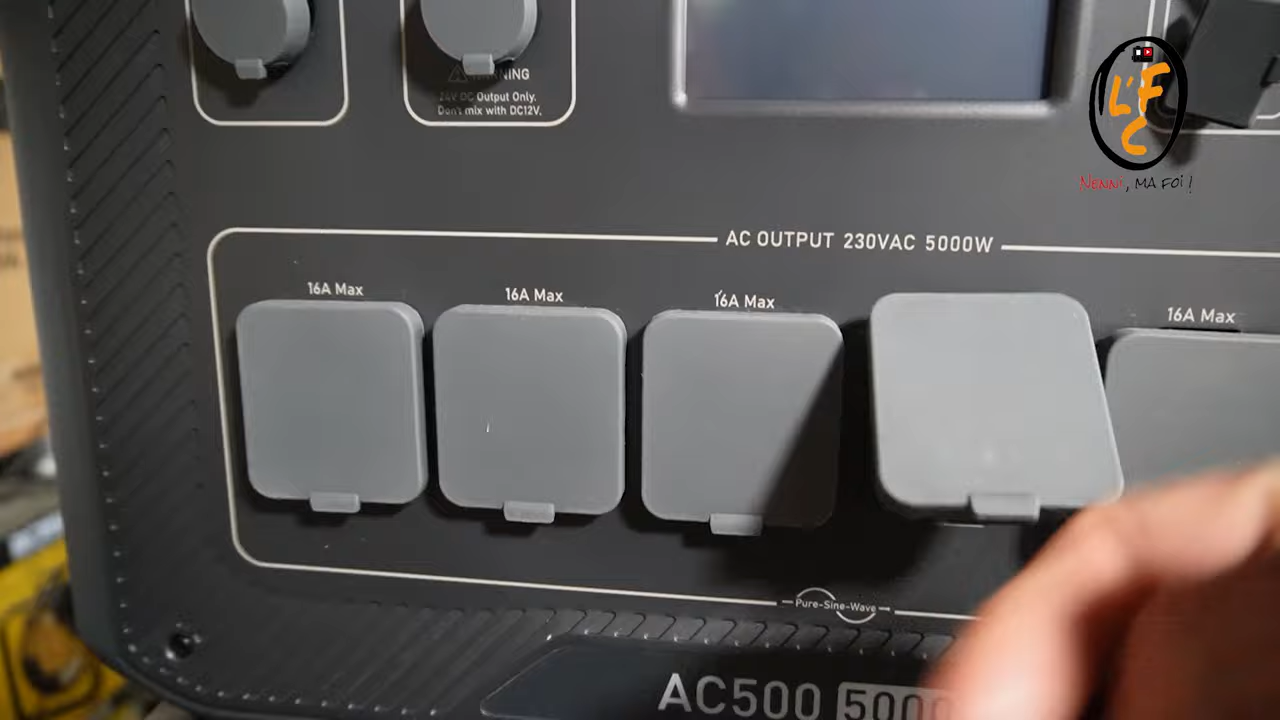 WARNING
24V DC Output Only.
Don't mix with DC12V.
L'F
C
NENNi, MA FOi !
AC OUTPUT 230VAC 5000W
16A Max
16A Max
16A Max
16A Max
Pure-Sine-Wave
AC500